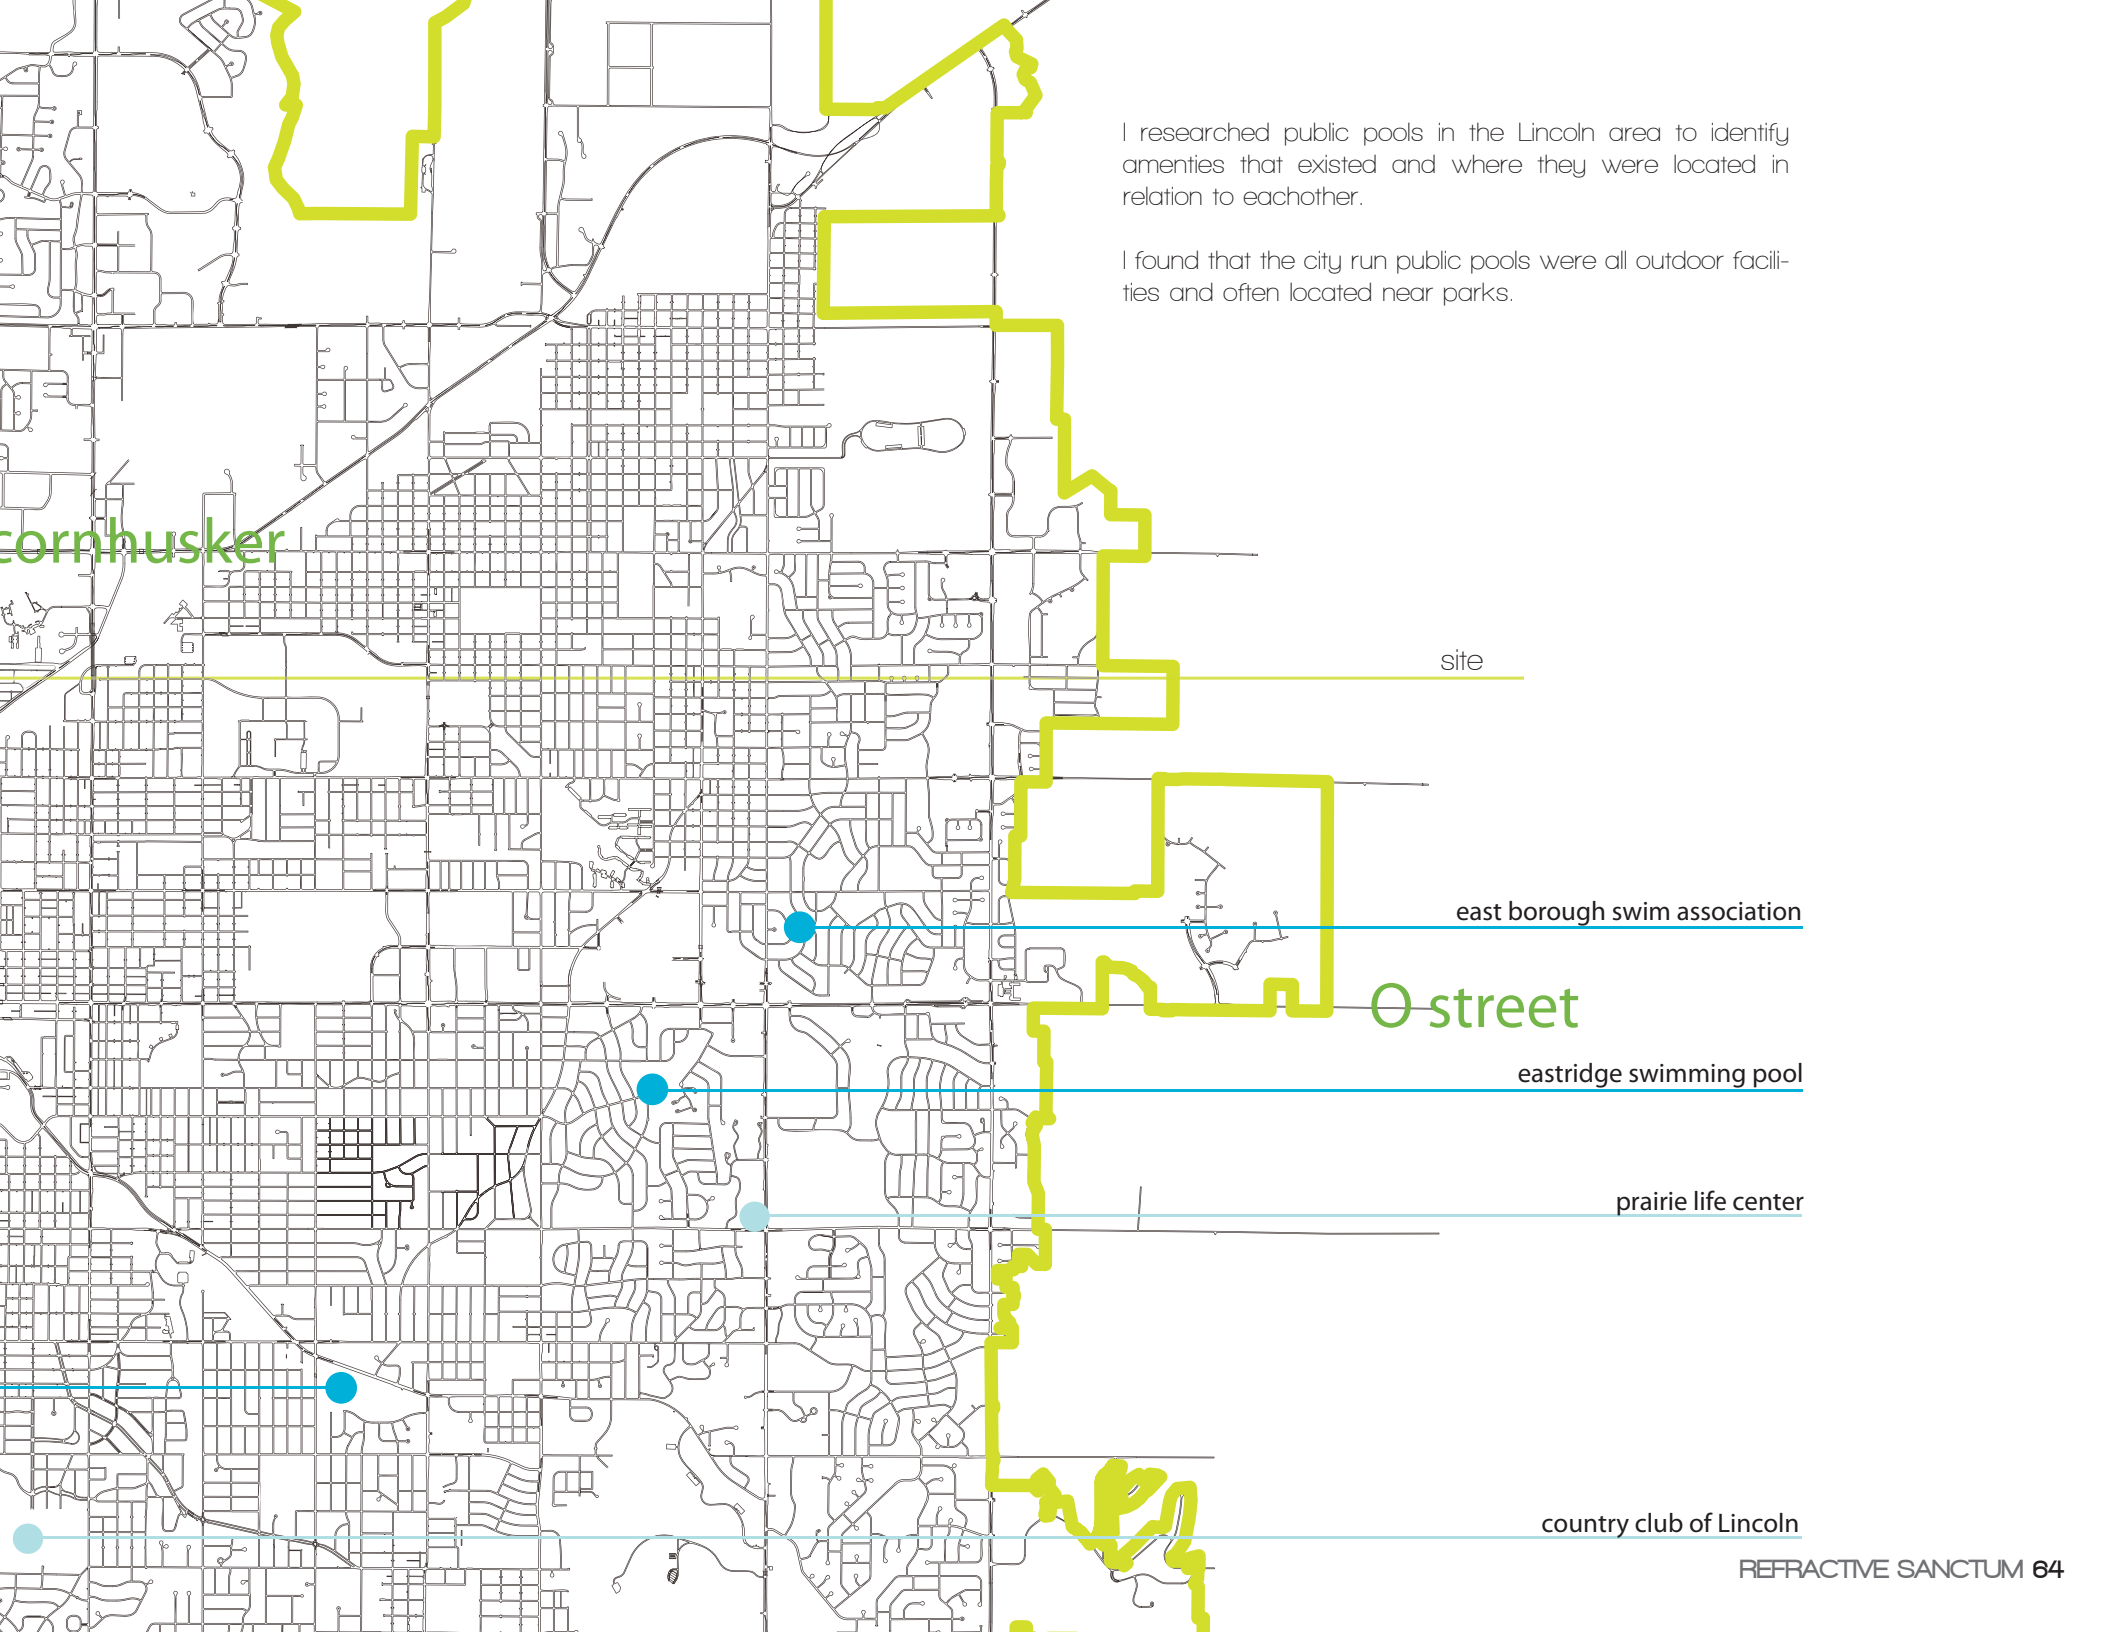 I researched public pools in the Lincoln area to identify
amenties that existed and where they were located in
relation to eachother.
I found that the city run public pools were all outdoor facili-
ties and often located near parks.
cornhusker
site
east borough swim association
O street
eastridge swimming pool
prairie life center
country club of Lincoln
REFRACTIVE SANCTUM 64